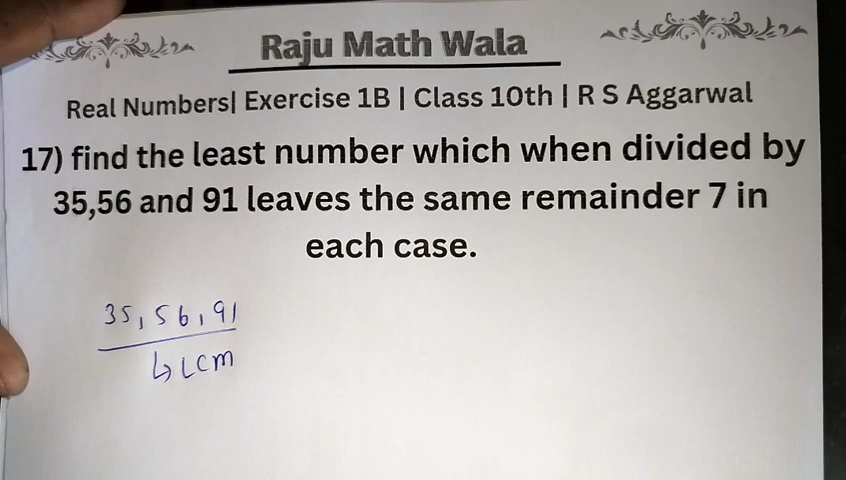 Raju Math Wala
Real Numbers| Exercise 1B | Class 10th | R S Aggarwal
17) find the least number which when divided by
35,56 and 91 leaves the same remainder 7 in
each case.
35, 56, 91
↳ LCM